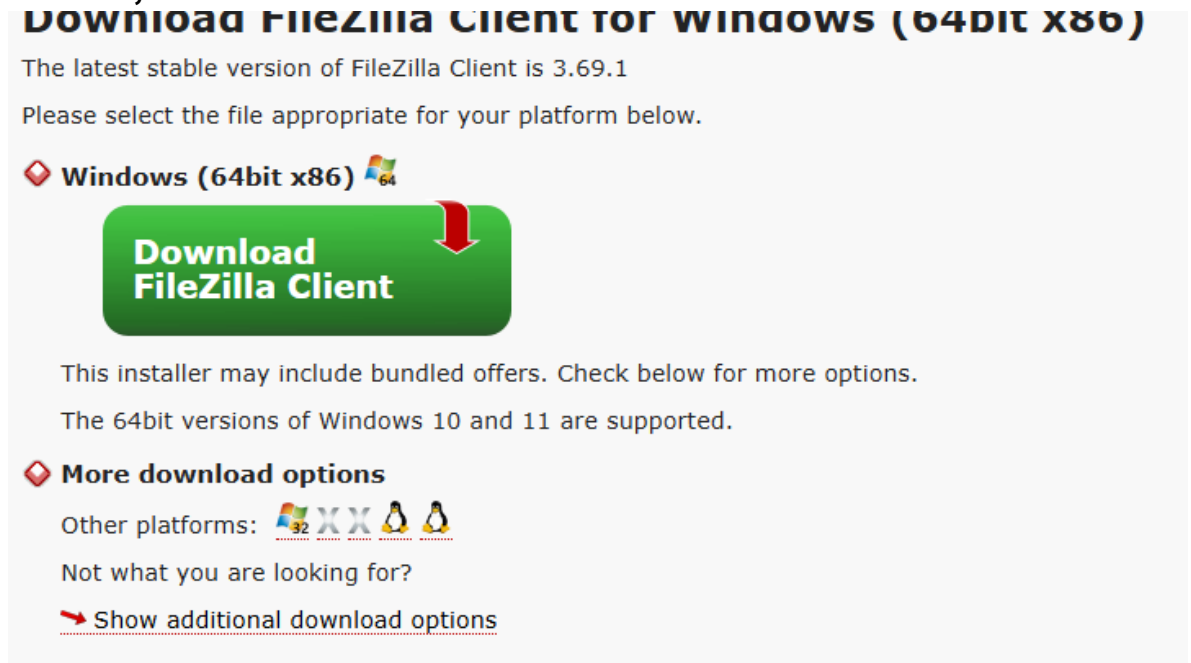 Download FileZilla Client for Windows (64bit x86)
The latest stable version of FileZilla Client is 3.69.1
Please select the file appropriate for your platform below.
Windows (64bit x86) 64
Download
FileZilla Client
This installer may include bundled offers. Check below for more options.
The 64bit versions of Windows 10 and 11 are supported.
More download options
Other platforms: 32
Not what you are looking for?
Show additional download options